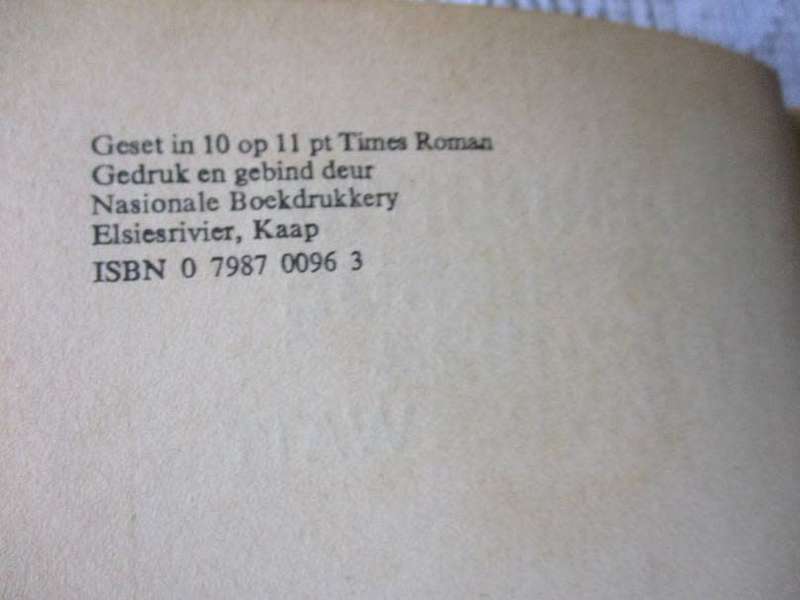 Geset in 10 op 11 pt Times Roman
Gedruk en gebind deur
Nasionale Boekdrukkery
Elsiesrivier, Kaap
ISBN 0 7987 0096 3